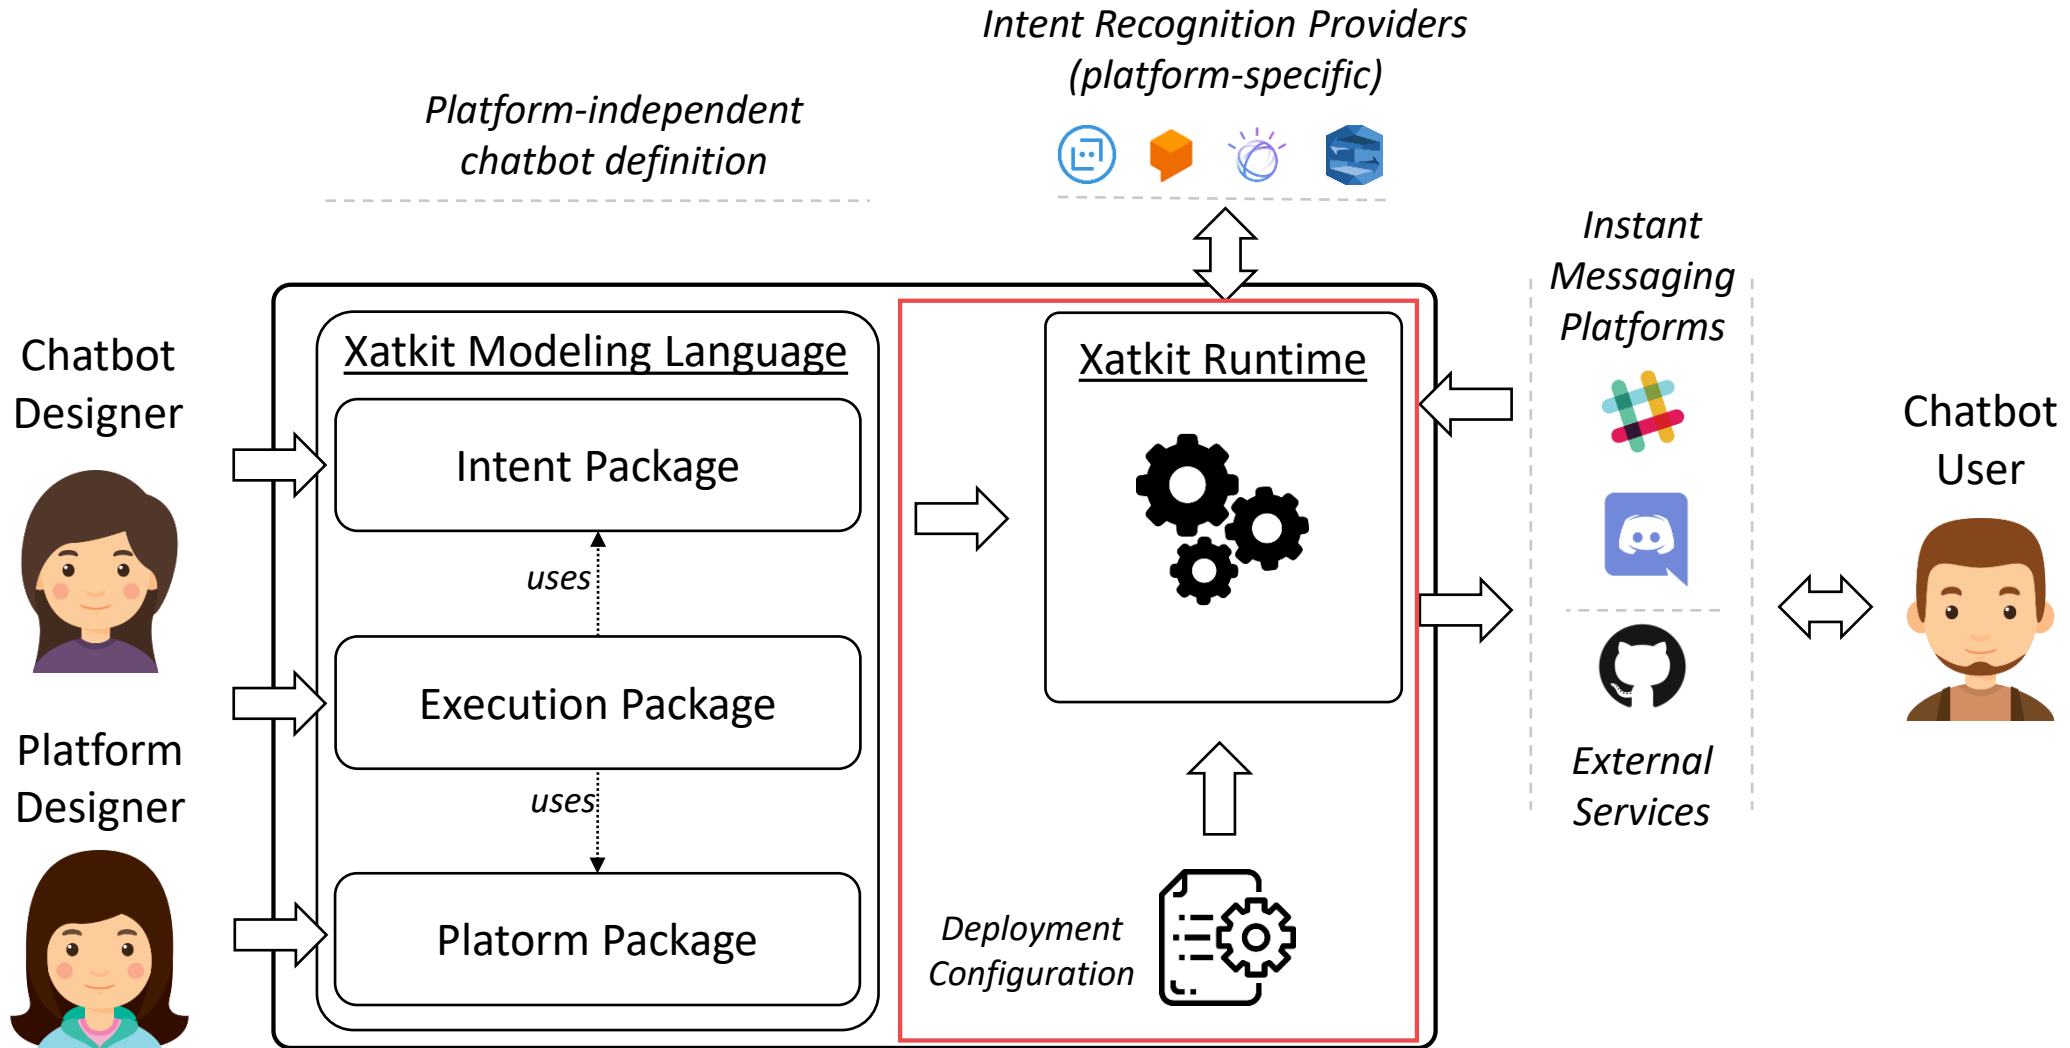 Intent Recognition Providers
(platform-specific)
Platform-independent
chatbot definition
Instant
Messaging
Platforms
Chatbot
Designer
Xatkit Modeling Language
Xatkit Runtime
Chatbot
User
Intent Package
uses
Execution Package
Platform
Designer
uses
External
Services
Platorm Package
Deployment
Configuration